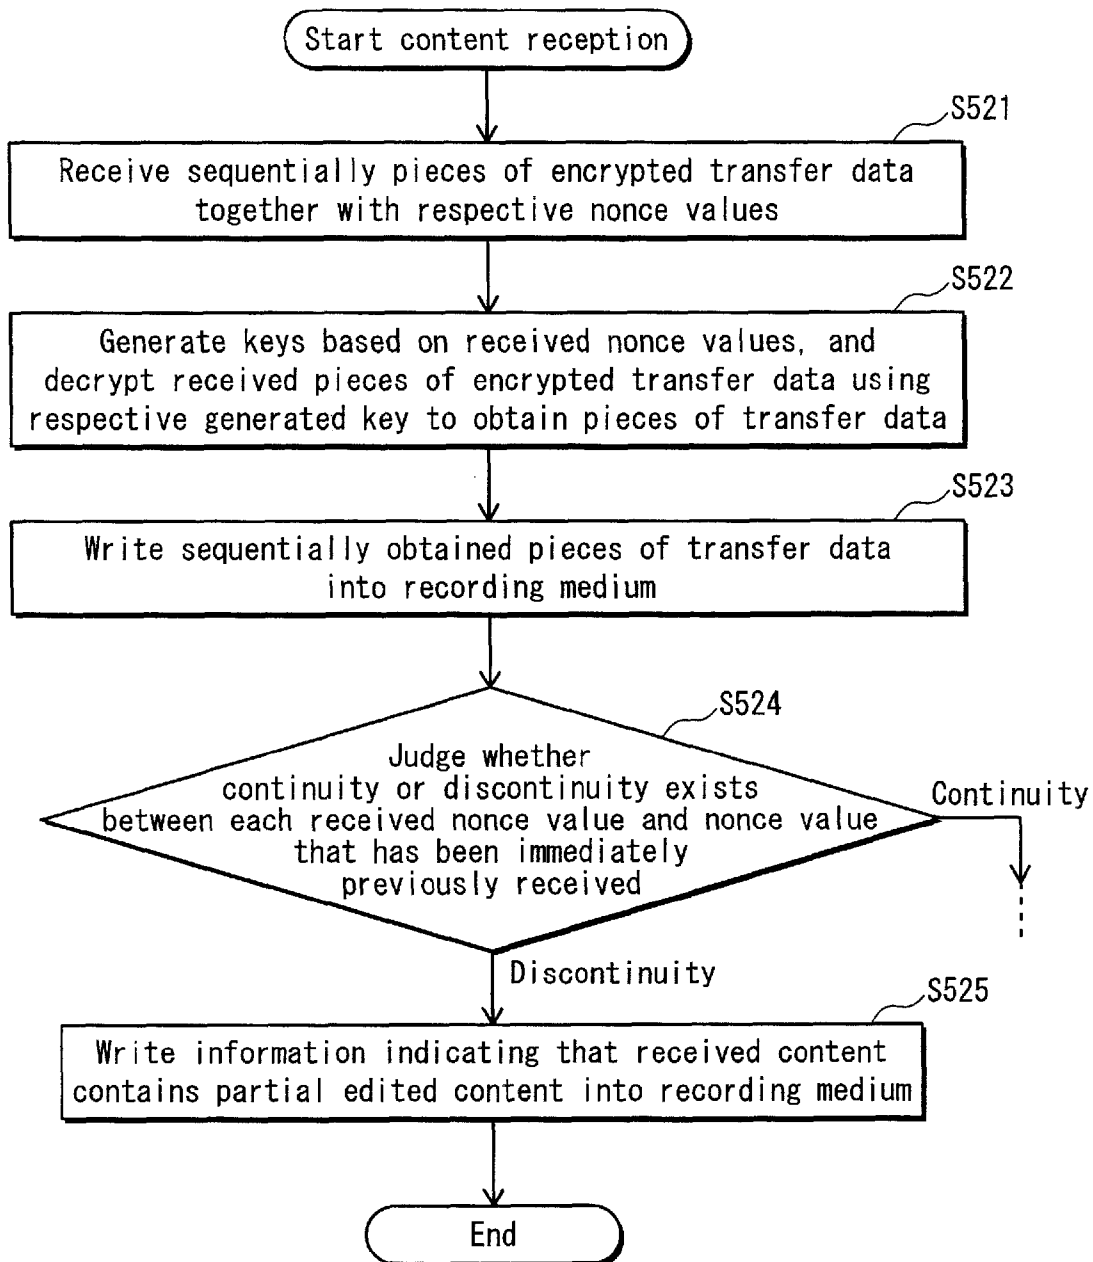 Start content reception
S521
Receive sequentially pieces of encrypted transfer data
together with respective nonce values
S522
Generate keys based on received nonce values, and
decrypt received pieces of encrypted transfer data using
respective generated key to obtain pieces of transfer data
S523
Write sequentially obtained pieces of transfer data
into recording medium
S524
Judge whether
continuity or discontinuity exists
between each received nonce value and nonce value
that has been immediately
previously received
Continuity
Discontinuity
S525
Write information indicating that received content
contains partial edited content into recording medium
End